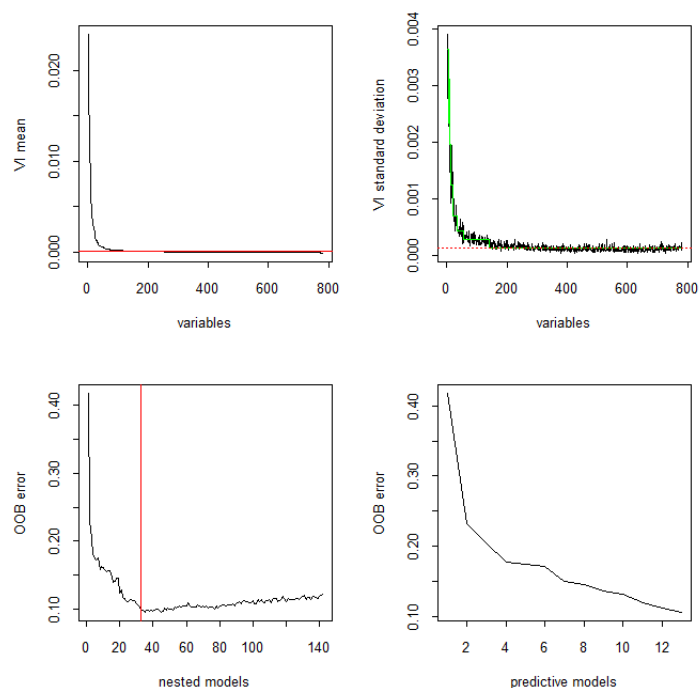 VI mean
0.000
0.010
0.020
0 200 400 600 800
variables
VI standard deviation
0.000
0.001
0.002
0.003
0.004
0 200 400 600 800
variables
OOB error
0.10
0.20
0.30
0.40
0 20 40 60 80 100 120 140
nested models
OOB error
0.10
0.20
0.30
0.40
2 4 6 8 10 12
predictive models